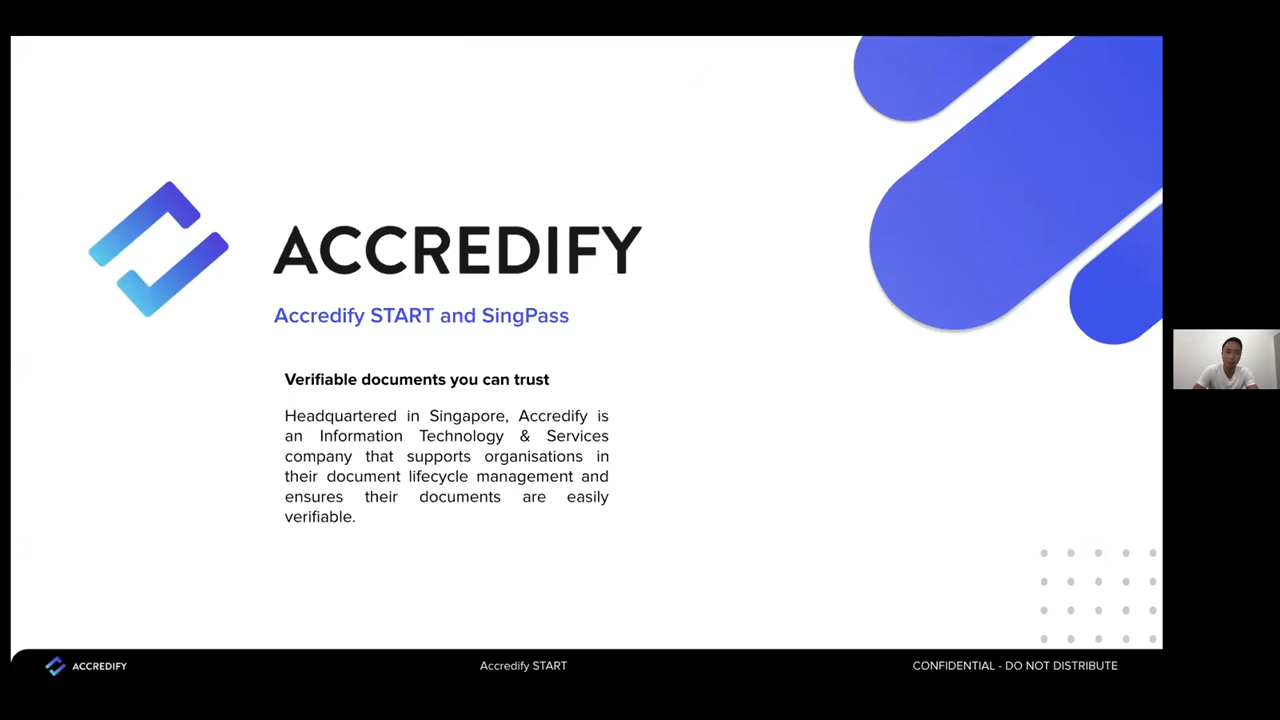 ACCREDIFY
Accredify START and SingPass
Verifiable documents you can trust
Headquartered in Singapore, Accredify is
an Information Technology & Services
company that supports organisations in
their document lifecycle management and
ensures their documents are easily
verifiable.
ACCREDIFY
Accredify START
CONFIDENTIAL - DO NOT DISTRIBUTE